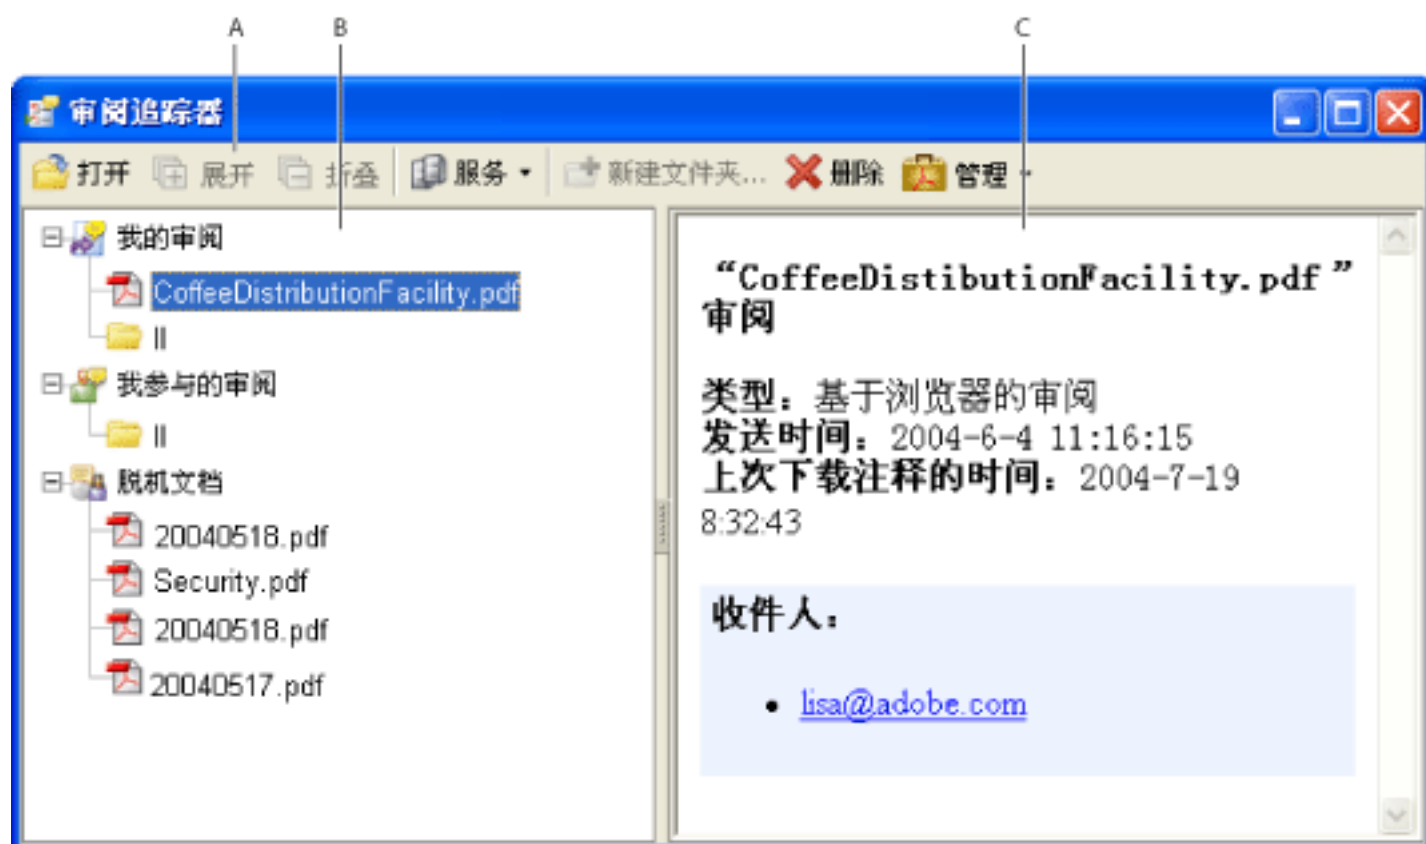 A B C
审阅追踪器
打开 展开 折叠 服务 新建文件夹... 删除 管理
我的审阅
CoffeeDistributionFacility.pdf
||
我参与的审阅
||
脱机文档
20040518.pdf
Security.pdf
20040518.pdf
20040517.pdf
“CoffeeDistibutionFacility.pdf”
审阅
类型：基于浏览器的审阅
发送时间：2004-6-4 11:16:15
上次下载注释的时间：2004-7-19
8:32:43
收件人：
• lisa@adobe.com